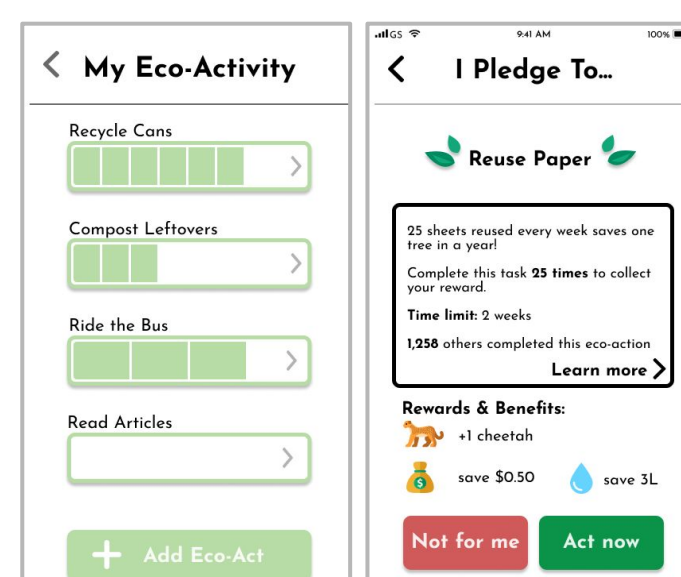 My Eco-Activity
Recycle Cans
Compost Leftovers
Ride the Bus
Read Articles
Add Eco-Act
GS
9:41 AM
100%
I Pledge To...
Reuse Paper
25 sheets reused every week saves one
tree in a year!
Complete this task 25 times to collect
your reward.
Time limit: 2 weeks
1,258 others completed this eco-action
Learn more
Rewards & Benefits:
+1 cheetah
save $0.50
save 3L
Not for me
Act now